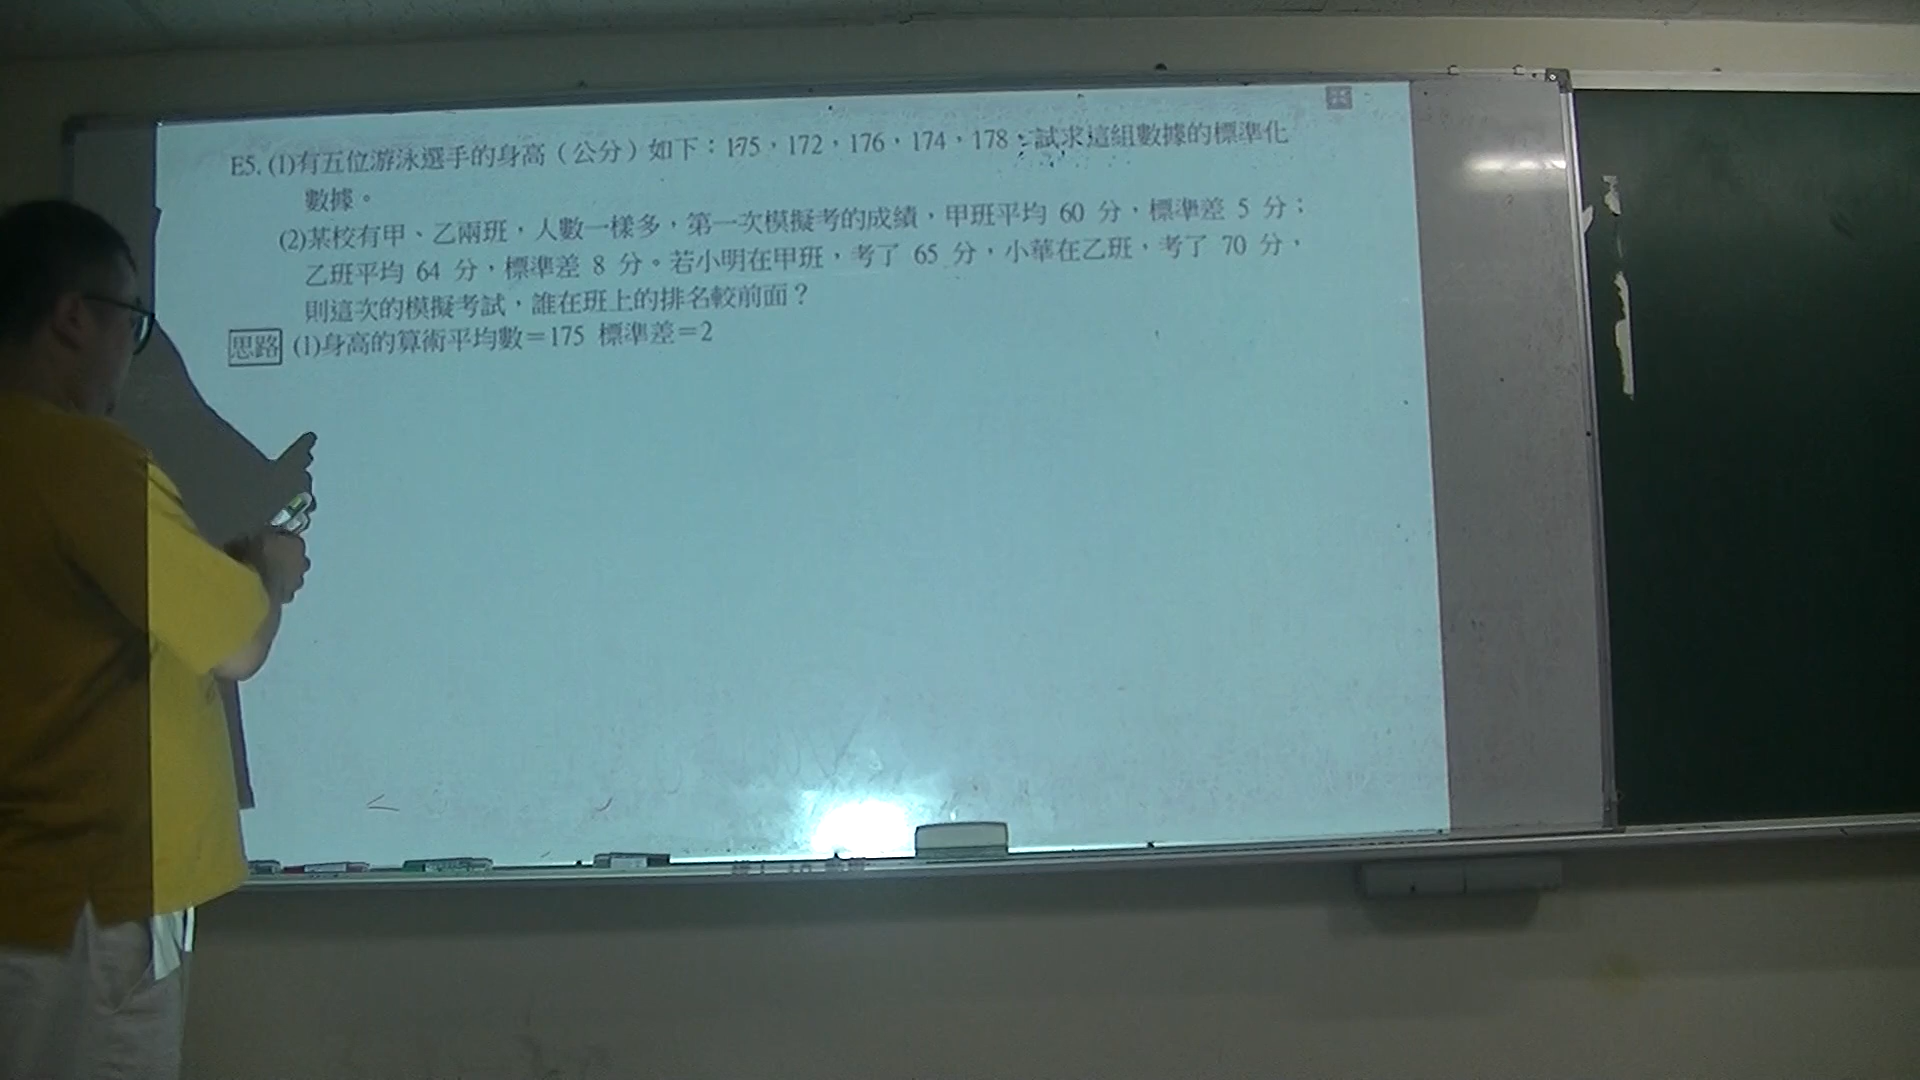 E5. (1)有五位游泳選手的身高（公分）如下：175，172，176，174，178，試求這組數據的標準化
數據。
(2)某校有甲、乙兩班，人數一樣多，第一次模擬考的成績，甲班平均 60 分，標準差 5 分；
乙班平均 64 分，標準差 8 分。若小明在甲班，考了 65 分，小華在乙班，考了 70 分，
則這次的模擬考試，誰在班上的排名較前面？
思路 (1)身高的算術平均數＝175 標準差＝2